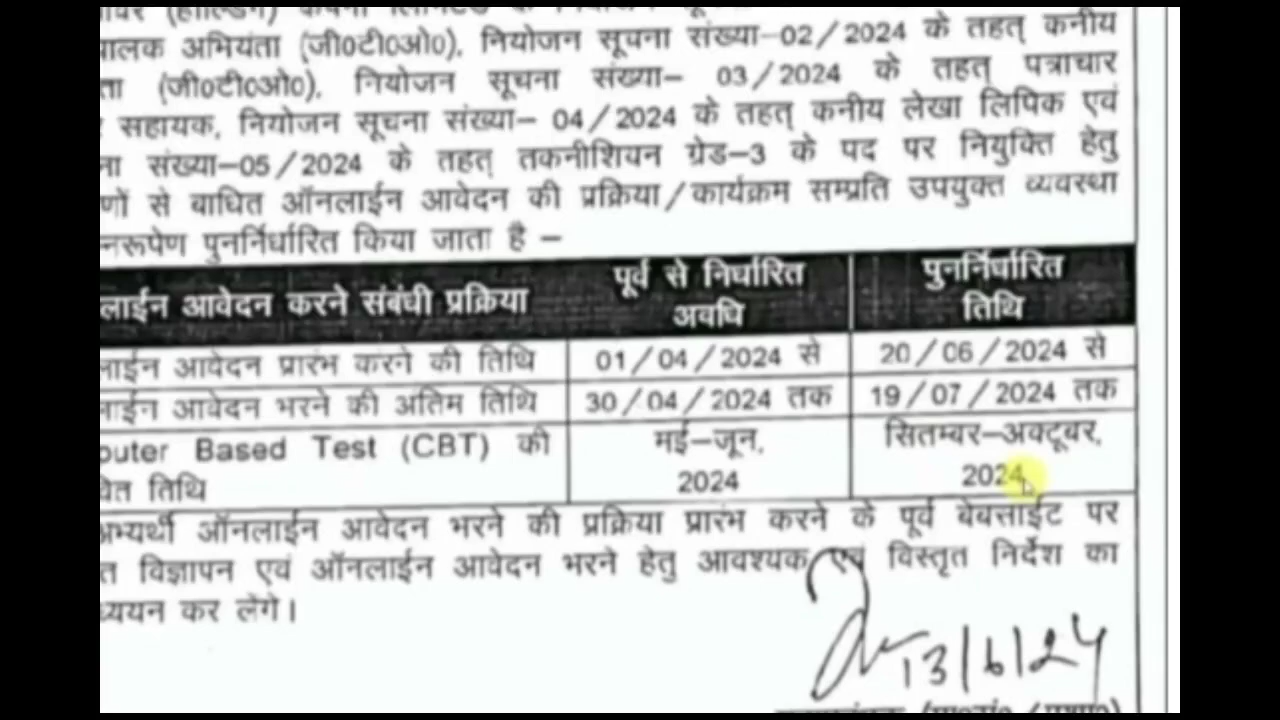 (होल्डिंग)
अभियंता (जी0टी0ओ0), नियोजन सूचना संख्या–02/2024 के तहत् कनीय
(जी0टी0ओ0), नियोजन सूचना संख्या– 03/2024 के तहत् पत्राचार
सहायक, नियोजन सूचना संख्या– 04/2024 के तहत् कनीय लेखा लिपिक एवं
संख्या–05/2024 के तहत् तकनीशियन ग्रेड–3 के पद पर नियुक्ति हेतु
से बाधित ऑनलाईन आवेदन की प्रक्रिया/कार्यक्रम सम्प्रति उपयुक्त व्यवस्था
पुनर्निर्धारित किया जाता है –
लाईन आवेदन करने संबंधी प्रक्रिया
पूर्व से निर्धारित अवधि
पुनर्निर्धारित तिथि
लाईन आवेदन प्रारंभ करने की तिथि 01/04/2024 से 20/06/2024 से
लाईन आवेदन भरने की अंतिम तिथि 30/04/2024 तक 19/07/2024 तक
puter Based Test (CBT) की मई–जून, सितम्बर–अक्टूबर,
तिथि 2024 2024
अभ्यर्थी ऑनलाईन आवेदन भरने की प्रक्रिया प्रारंभ करने के पूर्व बेबसाईट पर
विज्ञापन एवं ऑनलाईन आवेदन भरने हेतु आवश्यक एवं विस्तृत निर्देश का
कर लेंगे।
13/6/24